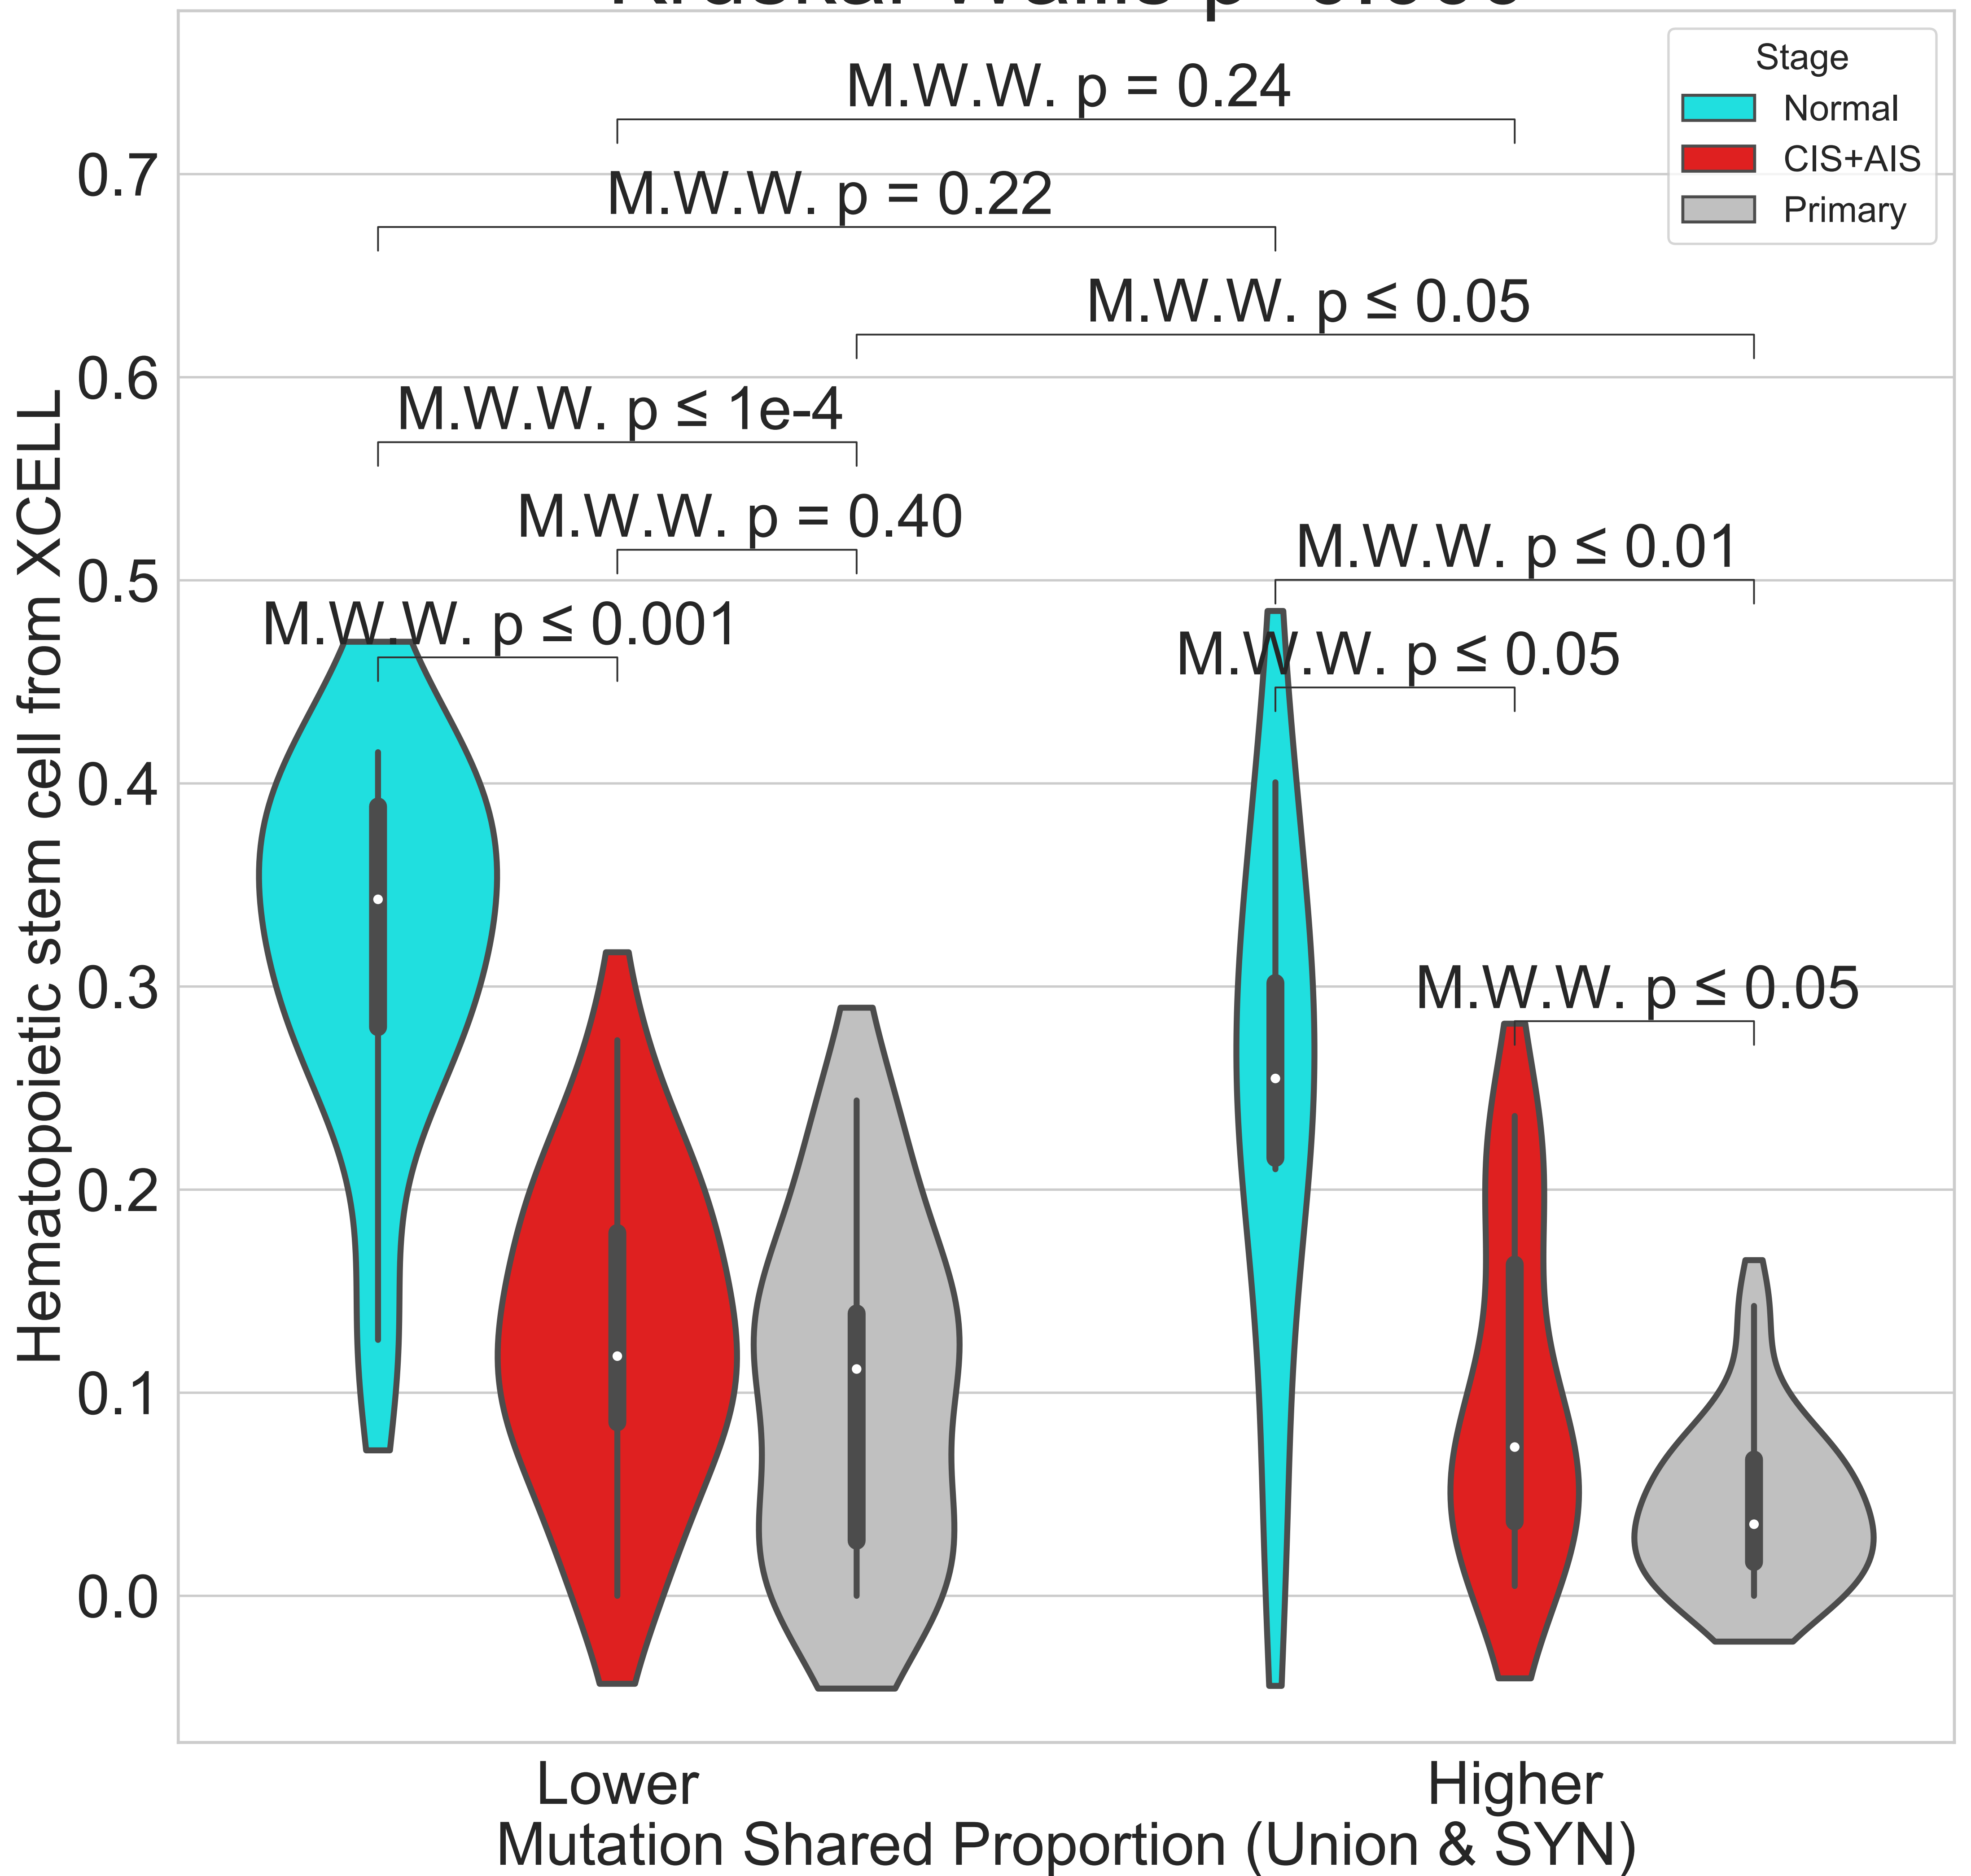 Stage
Normal
CIS+AIS
Primary
M.W.W. p = 0.24
M.W.W. p = 0.22
M.W.W. p ≤ 0.05
M.W.W. p ≤ 1e-4
M.W.W. p = 0.40
M.W.W. p ≤ 0.01
M.W.W. p ≤ 0.001
M.W.W. p ≤ 0.05
M.W.W. p ≤ 0.05
0.7
0.6
0.5
0.4
0.3
0.2
0.1
0.0
Hematopoietic stem cell from XCELL
Lower
Higher
Mutation Shared Proportion (Union & SYN)